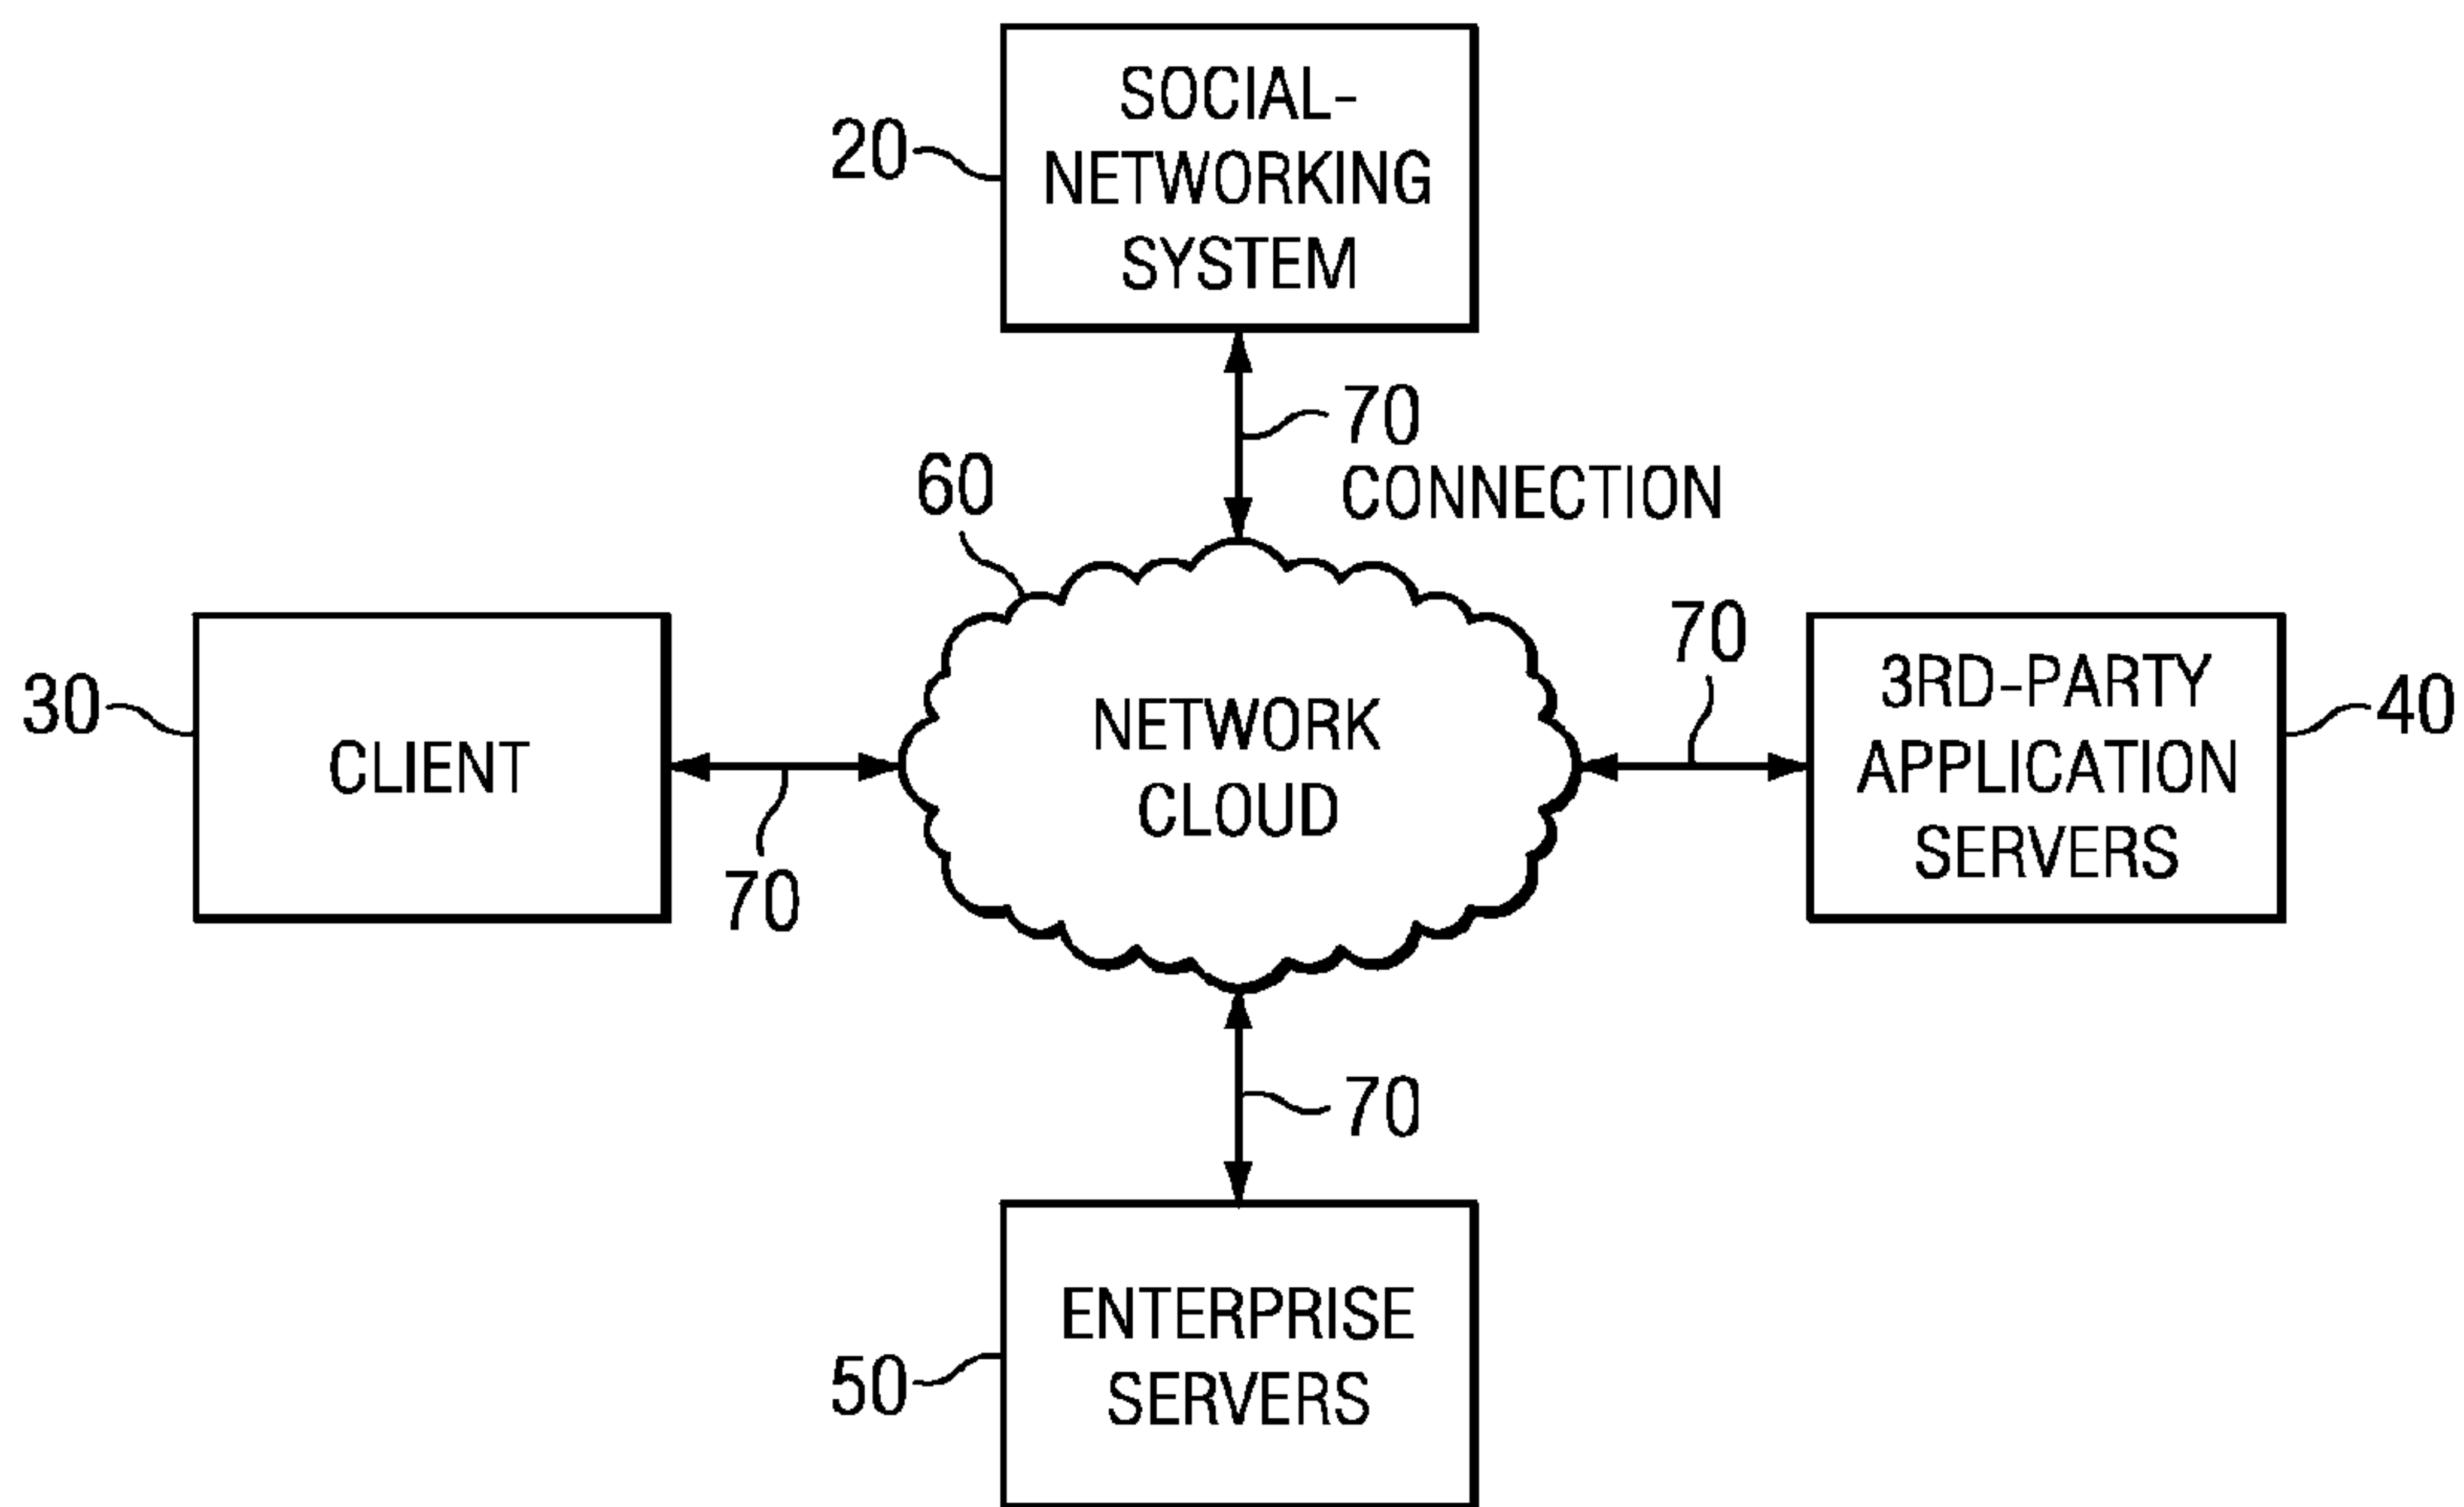 SOCIAL-
NETWORKING
SYSTEM
20
70
CONNECTION
60
NETWORK
CLOUD
30
CLIENT
70
70
3RD-PARTY
APPLICATION
SERVERS
40
70
ENTERPRISE
SERVERS
50